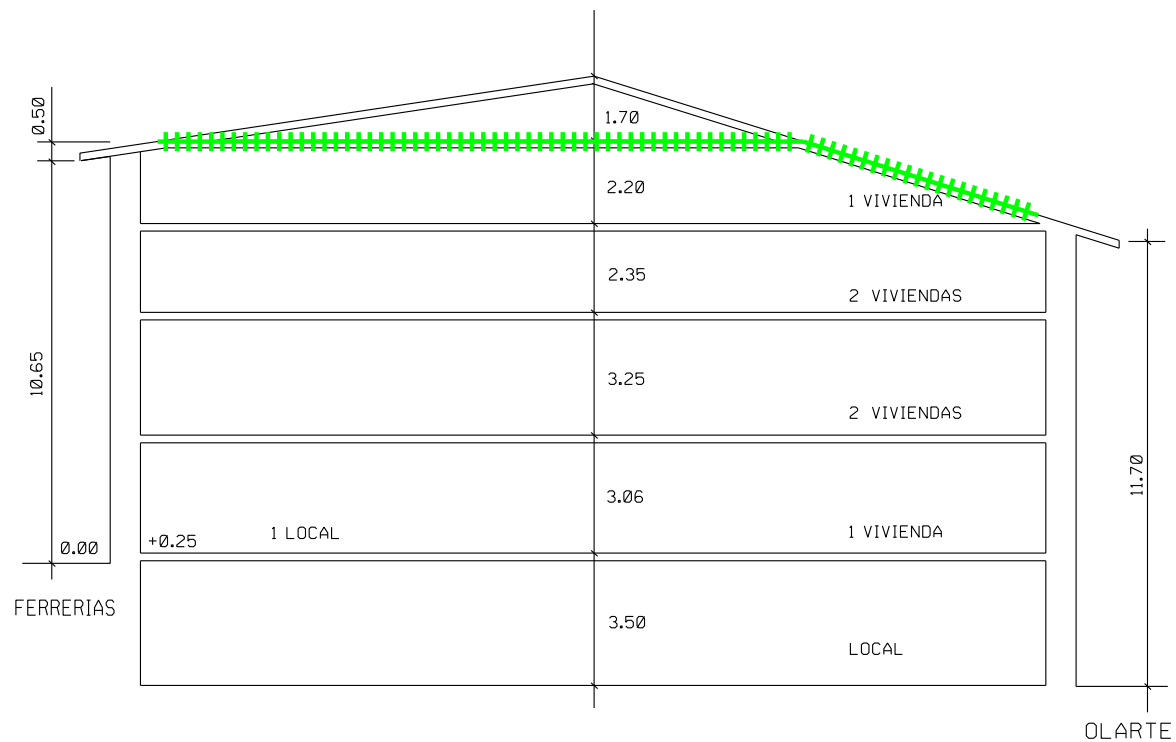 0.50
1.70
2.20
1 VIVIENDA
2.35
2 VIVIENDAS
10.65
3.25
2 VIVIENDAS
11.70
3.06
0.00
+0.25
1 LOCAL
1 VIVIENDA
FERRERIAS
3.50
LOCAL
OLARTE